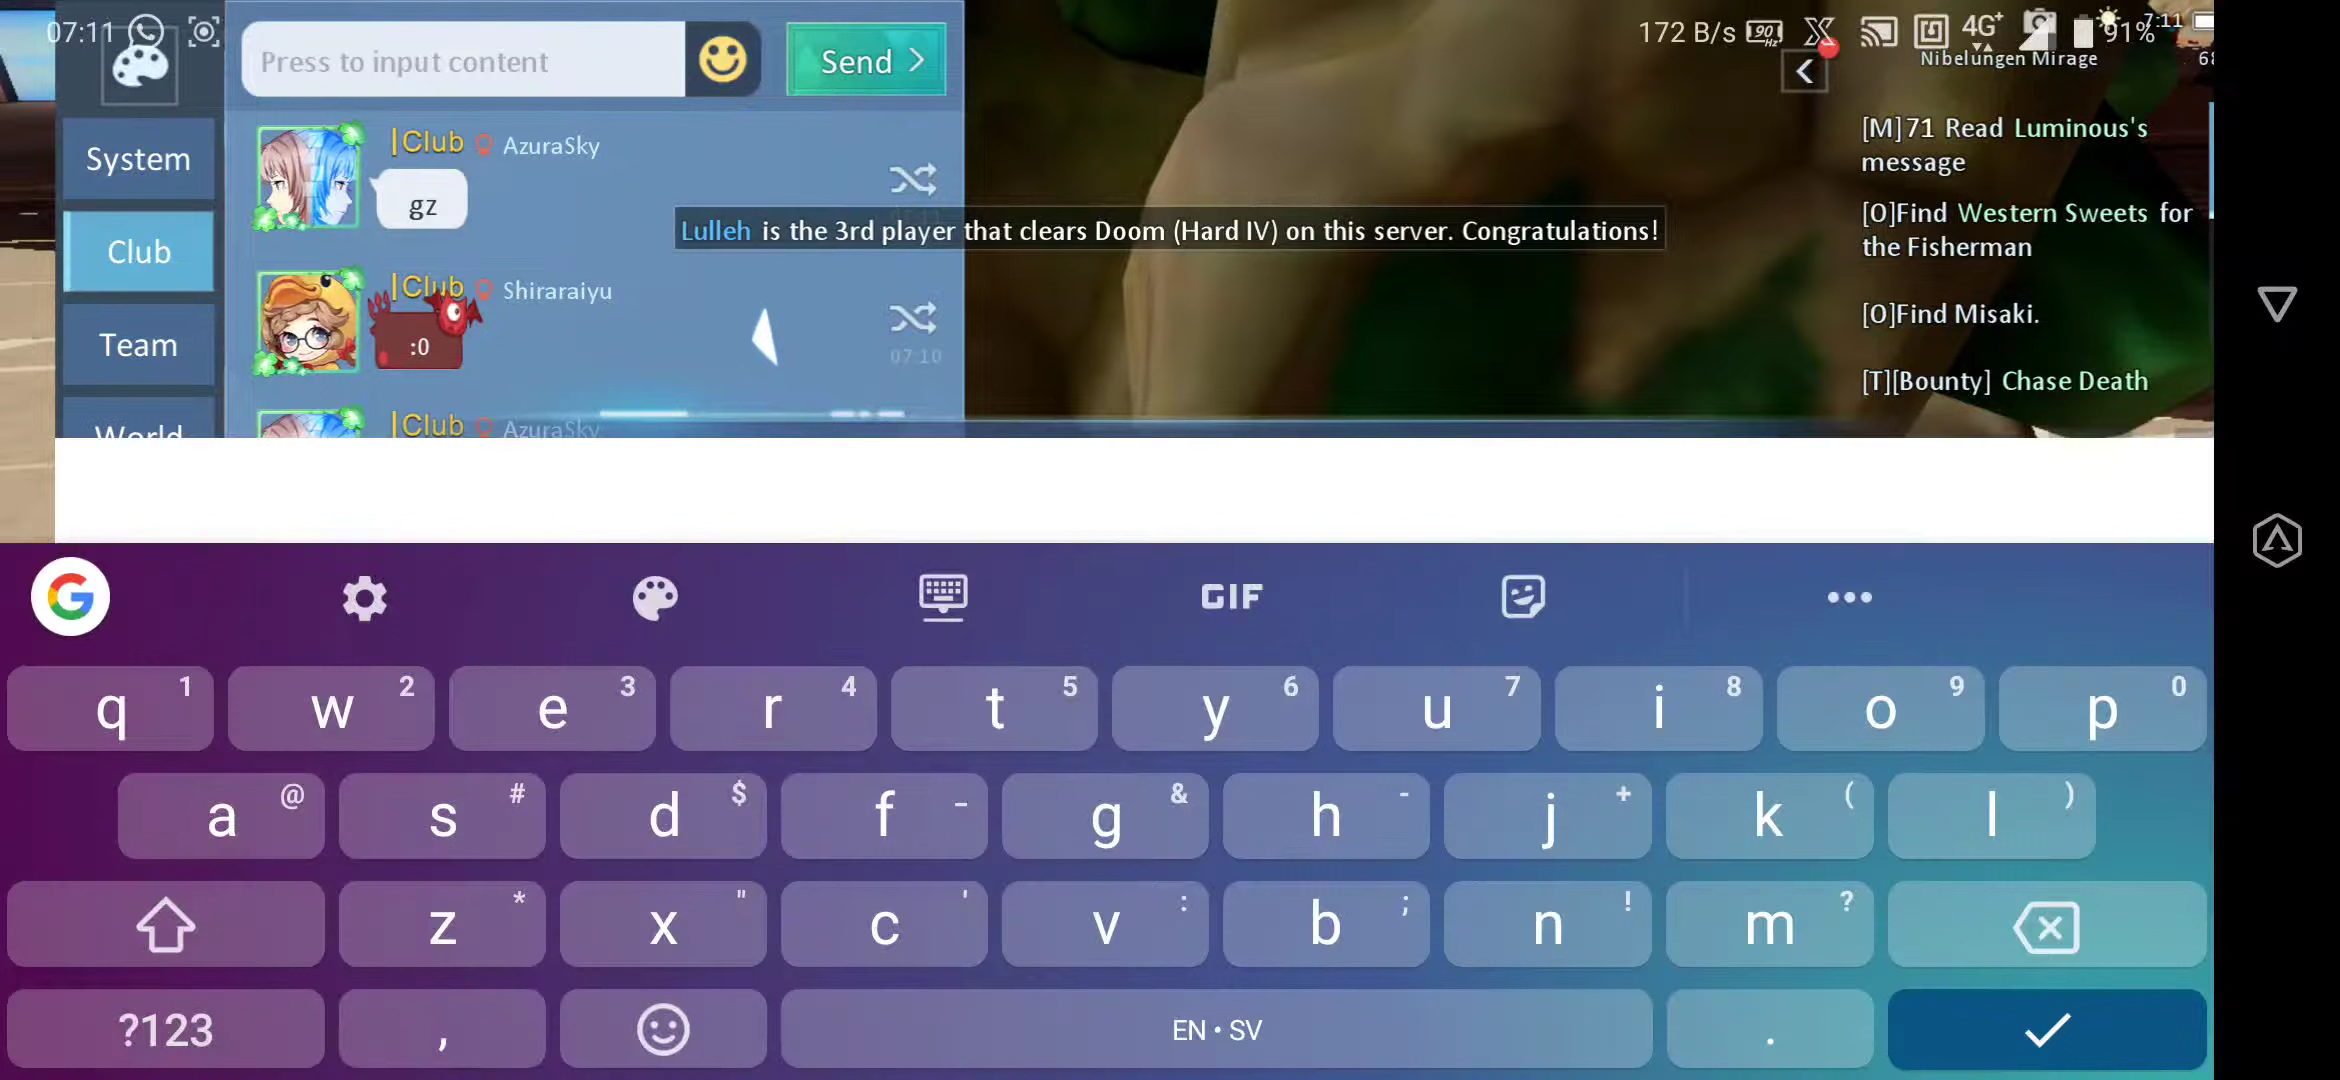 07:11
172 B/s 90Hz 4G+ 91% 7:11
Nibelungen Mirage
Press to input content
Send
System
Club
Team
World
|Club AzuraSky
gz
|Club Shiraraiyu
:0
07:10
|Club AzuraSky
Lulleh is the 3rd player that clears Doom (Hard IV) on this server. Congratulations!
[M]71 Read Luminous's
message
[O]Find Western Sweets for
the Fisherman
[O]Find Misaki.
[T][Bounty] Chase Death
G GIF
q 1 w 2 e 3 r 4 t 5 y 6 u 7 i 8 o 9 p 0
a @ s # d $ f _ g & h - j + k ( l )
z * x " c ' v : b ; n ! m ?
?123 , EN • SV .